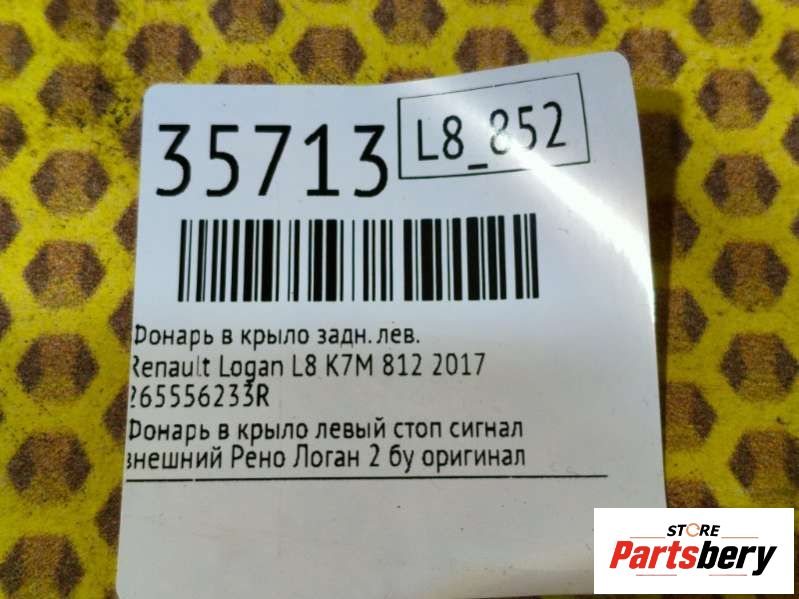 35713
L8_852
Фонарь в крыло задн. лев.
Renault Logan L8 K7M 812 2017
265556233R
Фонарь в крыло левый стоп сигнал
внешний Рено Логан 2 бу оригинал
STORE
Partsbery